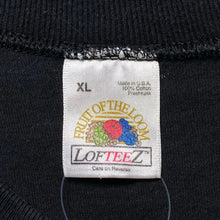 XL
Made in U.S.A.
100% Cotton
Preshrunk
FRUIT OF THE LOOM
LOFTEEZ
Care on Reverse